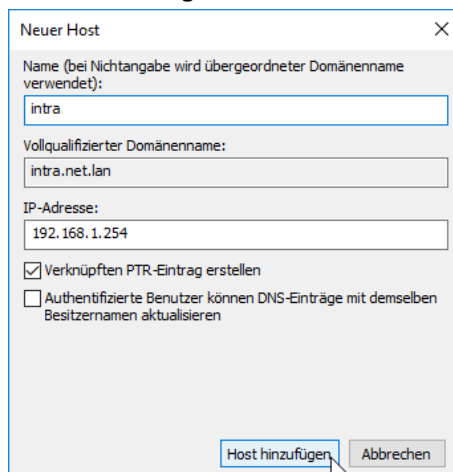 Neuer Host
Name (bei Nichtangabe wird übergeordneter Domänenname
verwendet):
intra
Vollqualifizierter Domänenname:
intra.net.lan
IP-Adresse:
192.168.1.254
Verknüpften PTR-Eintrag erstellen
Authentifizierte Benutzer können DNS-Einträge mit demselben
Besitzernamen aktualisieren
Host hinzufügen
Abbrechen